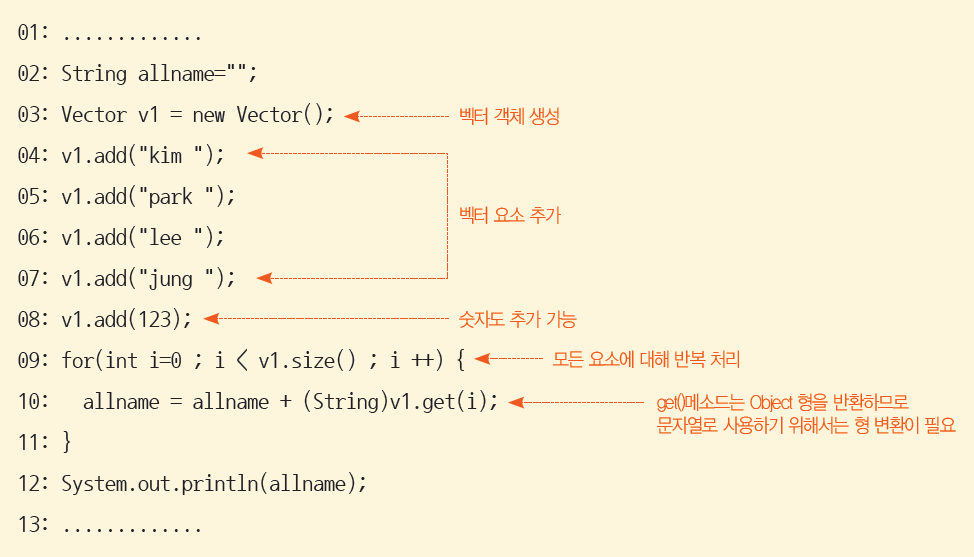 01: .............
02: String allname="";
03: Vector v1 = new Vector(); 벡터 객체 생성
04: v1.add("kim ");
05: v1.add("park ");
벡터 요소 추가
06: v1.add("lee ");
07: v1.add("jung ");
08: v1.add(123); 숫자도 추가 가능
09: for(int i=0 ; i < v1.size() ; i ++) { 모든 요소에 대해 반복 처리
10: allname = allname + (String)v1.get(i); get()메소드는 Object 형을 반환하므로
문자열로 사용하기 위해서는 형 변환이 필요
11: }
12: System.out.println(allname);
13: .............